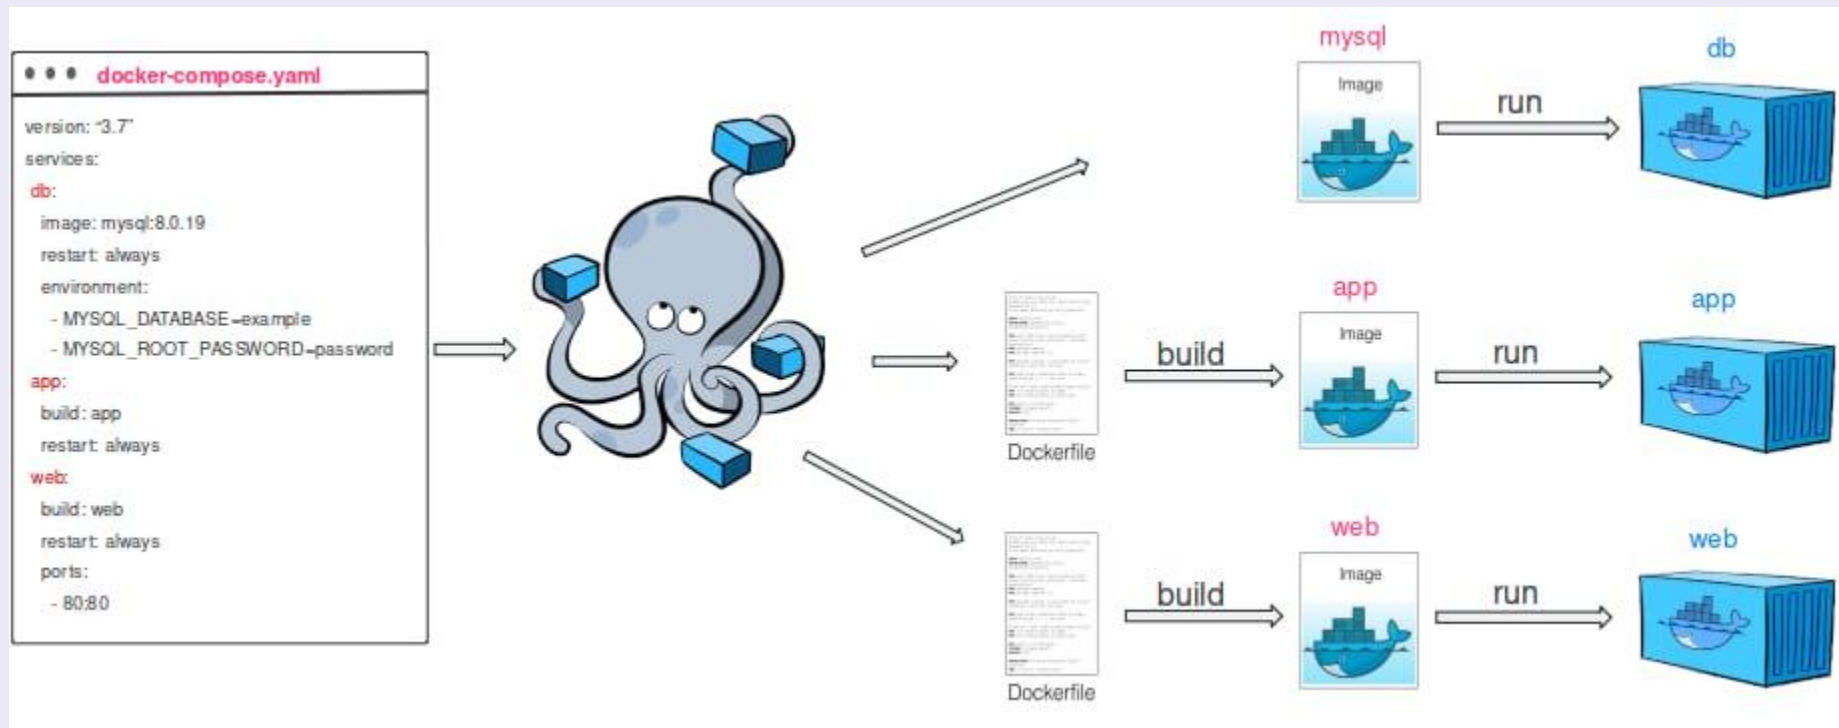 docker-compose.yaml
version: “3.7”
services:
db:
image: mysql:8.0.19
restart: always
environment:
- MYSQL_DATABASE=example
- MYSQL_ROOT_PASSWORD=password
app:
build: app
restart: always
web:
build: web
restart: always
ports:
- 80:80
mysql
Image
run
db
Dockerfile
build
app
Image
run
app
Dockerfile
build
web
Image
run
web